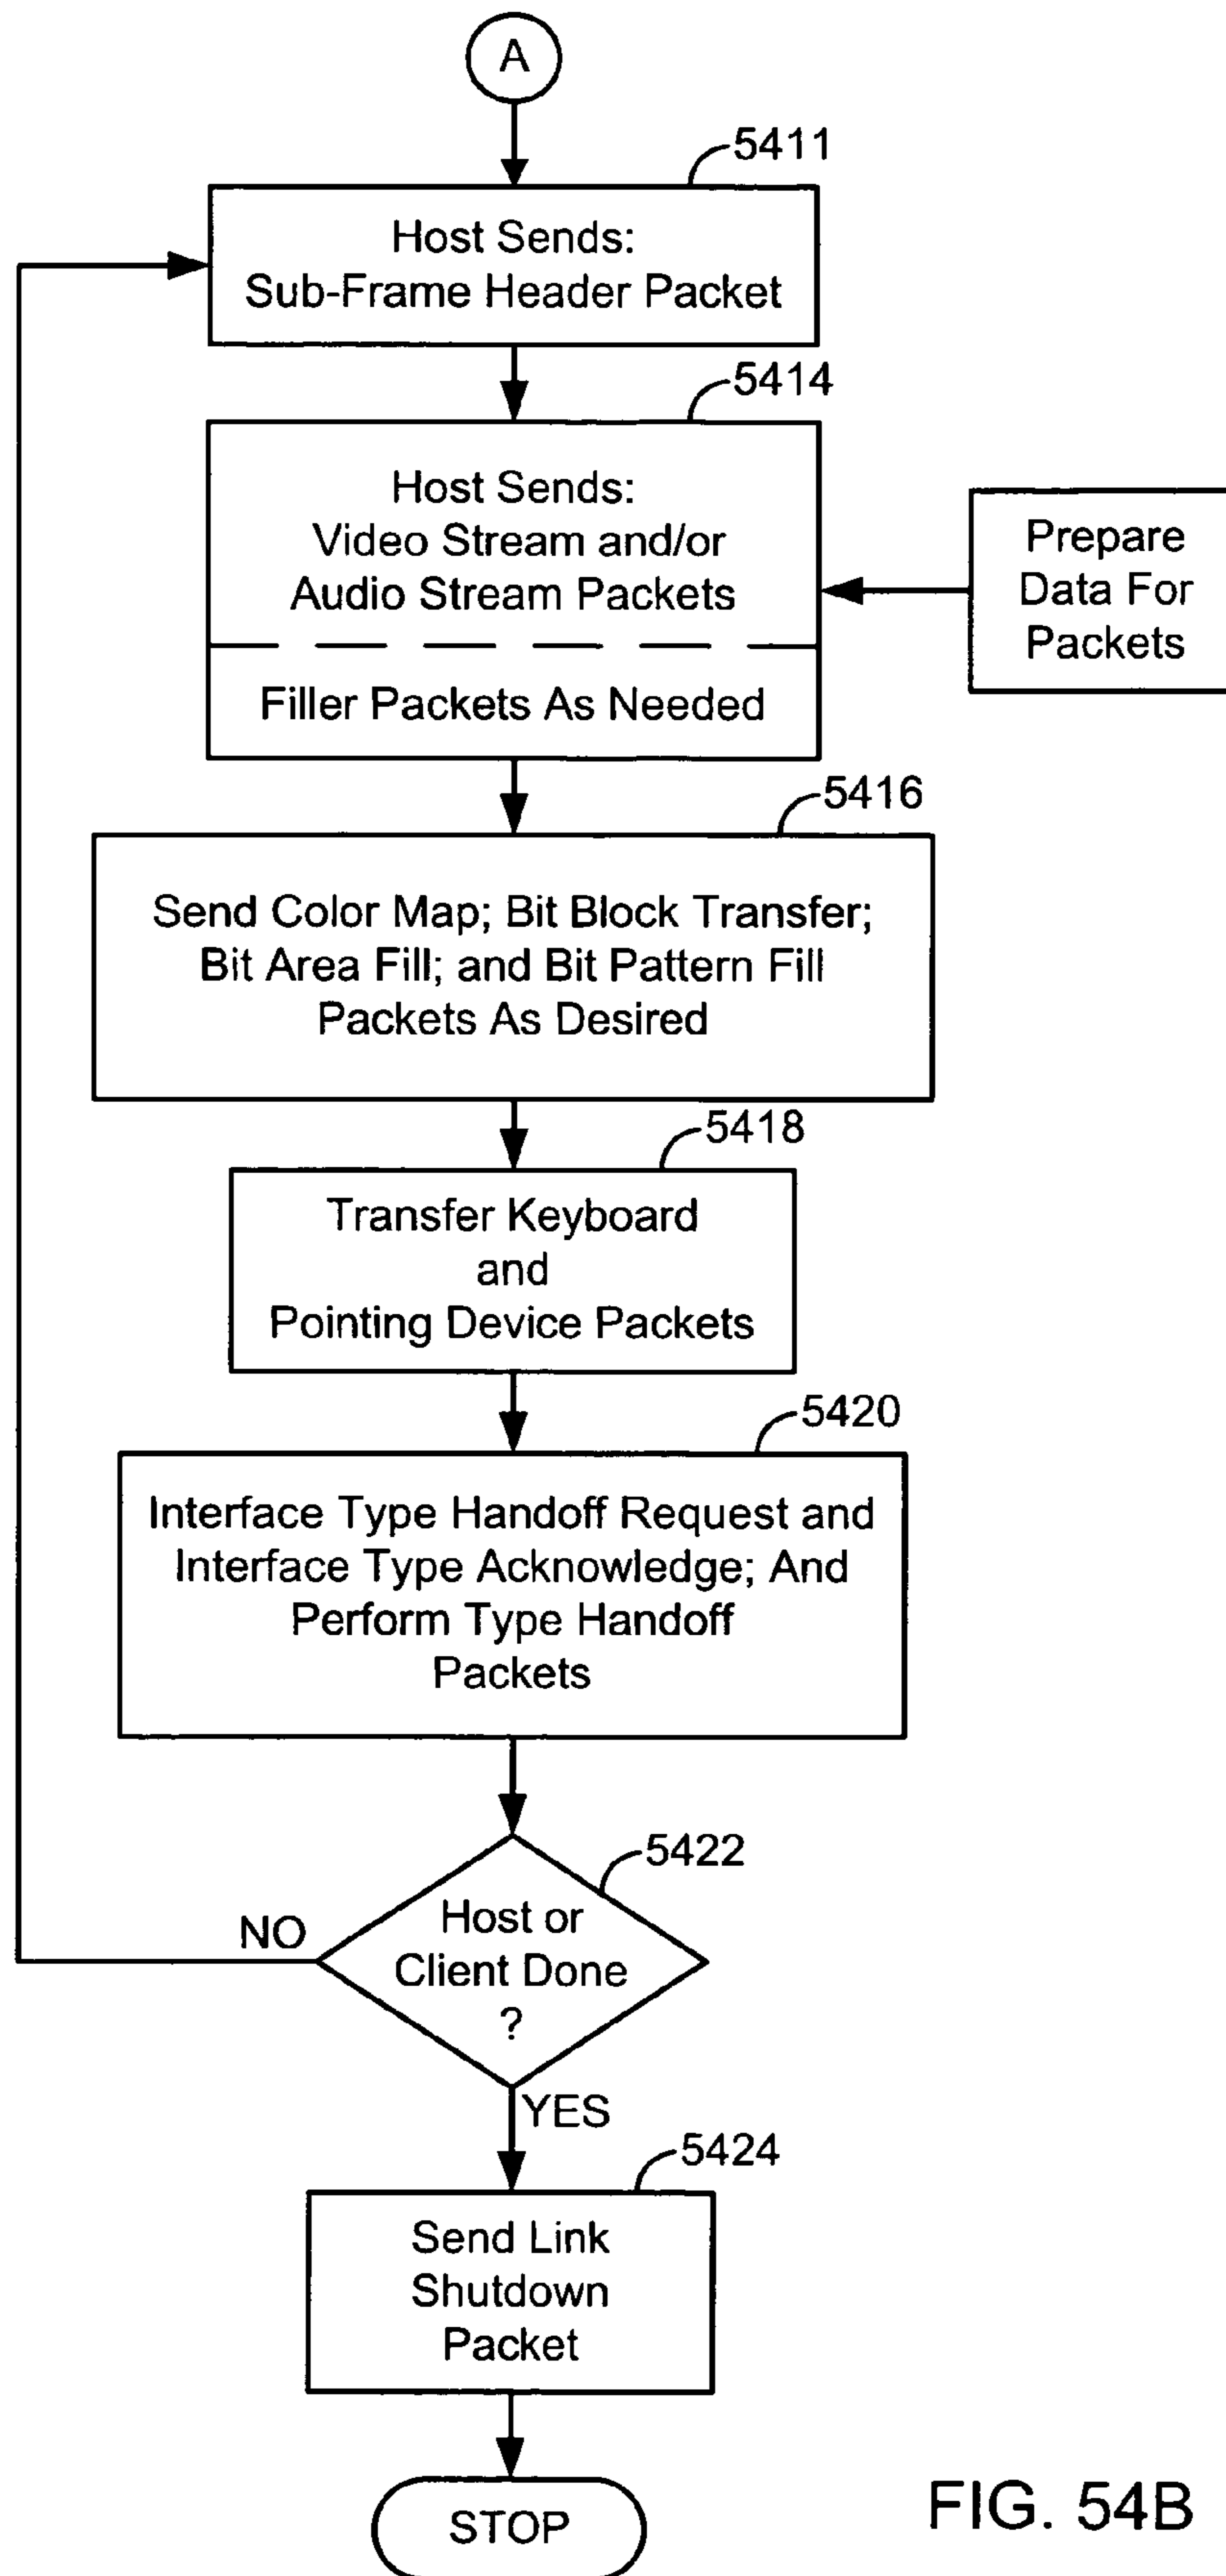 A
5411
Host Sends:
Sub-Frame Header Packet
5414
Host Sends:
Video Stream and/or
Audio Stream Packets
Filler Packets As Needed
Prepare
Data For
Packets
5416
Send Color Map; Bit Block Transfer;
Bit Area Fill; and Bit Pattern Fill
Packets As Desired
5418
Transfer Keyboard
and
Pointing Device Packets
5420
Interface Type Handoff Request and
Interface Type Acknowledge; And
Perform Type Handoff
Packets
5422
Host or
Client Done
?
NO
YES
5424
Send Link
Shutdown
Packet
STOP
FIG. 54B